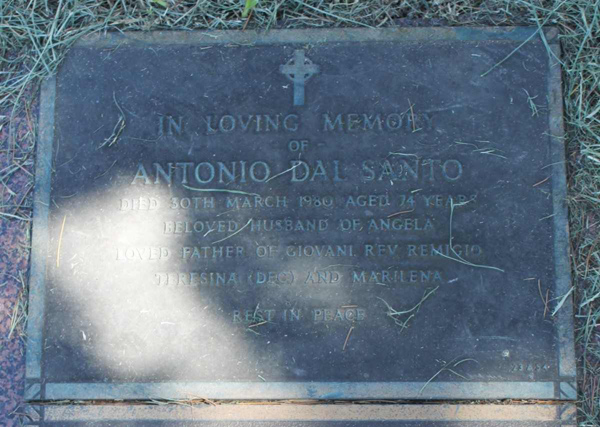 IN LOVING MEMORY
OF
ANTONIO DAL SANTO
DIED 30TH MARCH 1980 AGED 74 YEARS
BELOVED HUSBAND OF ANGELA
LOVED FATHER OF GIOVANI, REV REMIGIO
TERESINA (DEC) AND MARILENA
REST IN PEACE